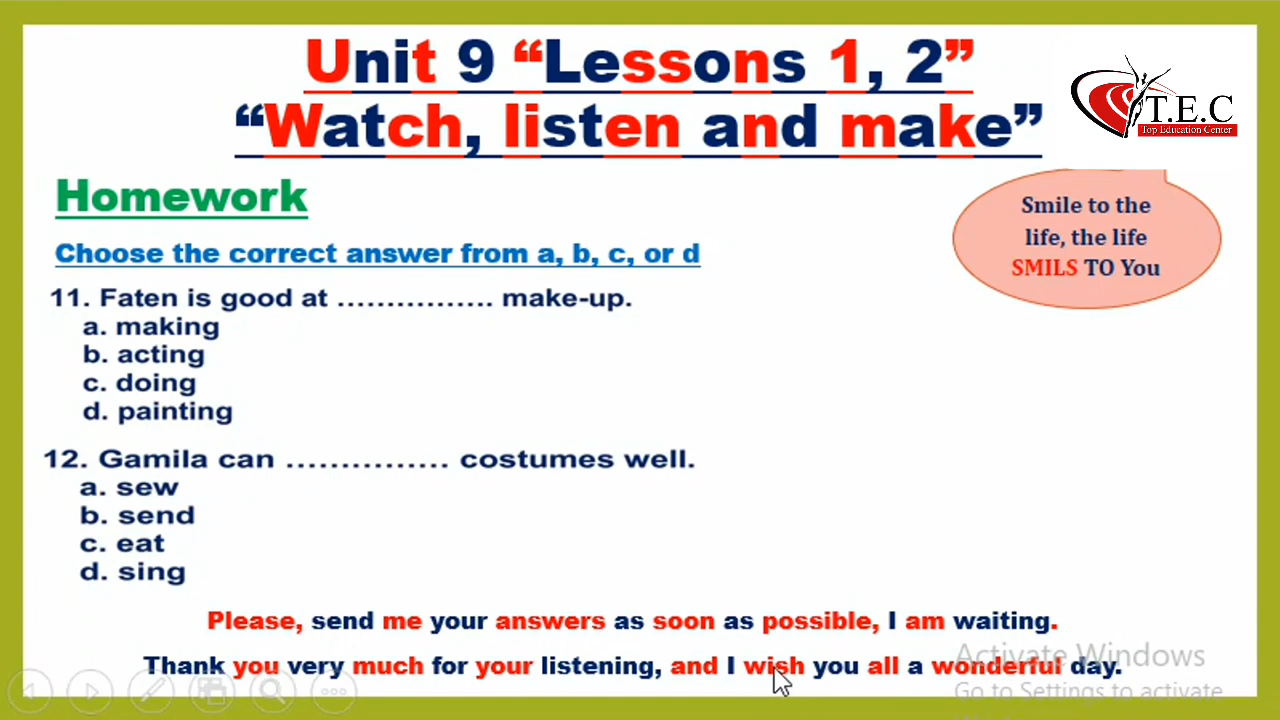 Unit 9 “Lessons 1, 2”
“Watch, listen and make”
T.E.C
Top Education Center
Homework
Smile to the
life, the life
SMILS TO You
Choose the correct answer from a, b, c, or d
11. Faten is good at ................ make-up.
a. making
b. acting
c. doing
d. painting
12. Gamila can ............... costumes well.
a. sew
b. send
c. eat
d. sing
Please, send me your answers as soon as possible, I am waiting.
Thank you very much for your listening, and I wish you all a wonderful day.
Activate Windows
Go to Settings to activate